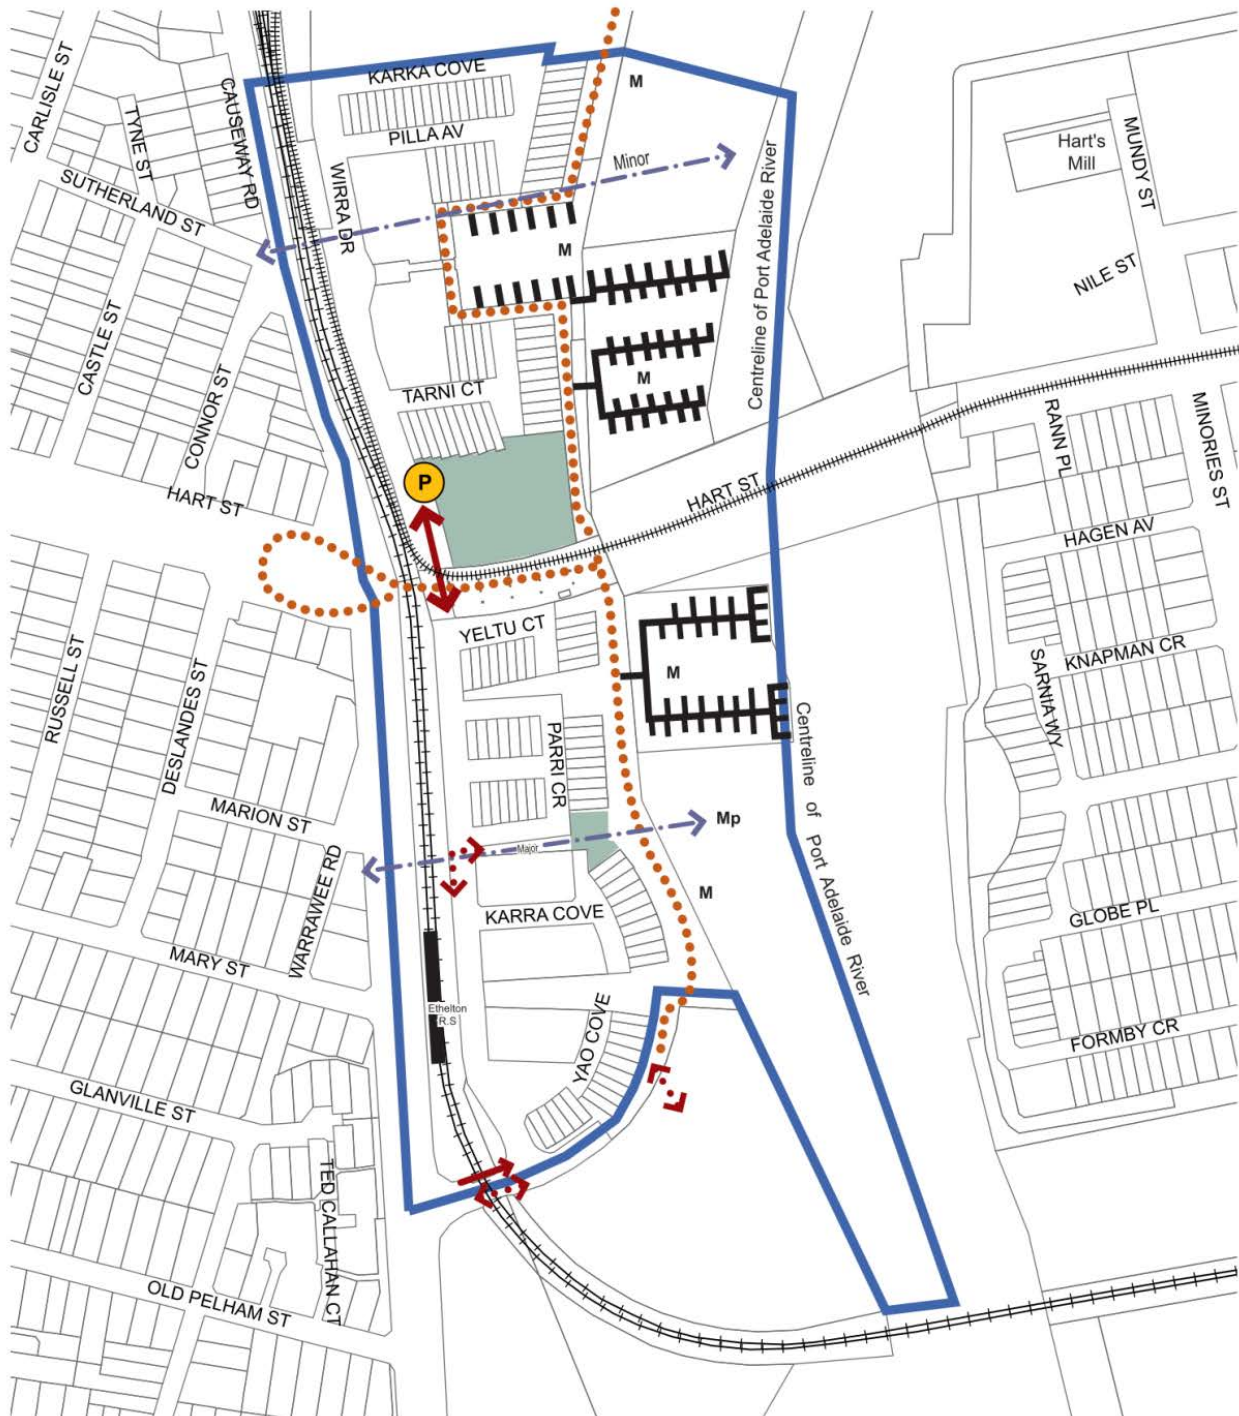 CARLISLE ST
TYNE ST
CAUSEWAY RD
KARKA COVE
M
PILLA AV
Minor
WIRRA DR
SUTHERLAND ST
Hart's
Mill
MUNDY ST
M
NILE ST
Centreline of Port Adelaide River
CASTLE ST
CONNOR ST
TARNI CT
M
RANN PL
MINORIES ST
P
HART ST
HART ST
HAGEN AV
YELTU CT
RUSSELL ST
DESLANDES ST
M
SARNIA WY
KNAPMAN CR
PARRI CR
Centreline of Port Adelaide River
MARION ST
Mp
Major
WARRAWEE RD
M
KARRA COVE
GLOBE PL
MARY ST
Ethelton
R.S
YAO COVE
FORMBY CR
GLANVILLE ST
TED CALLAHAN CT
OLD PELHAM ST